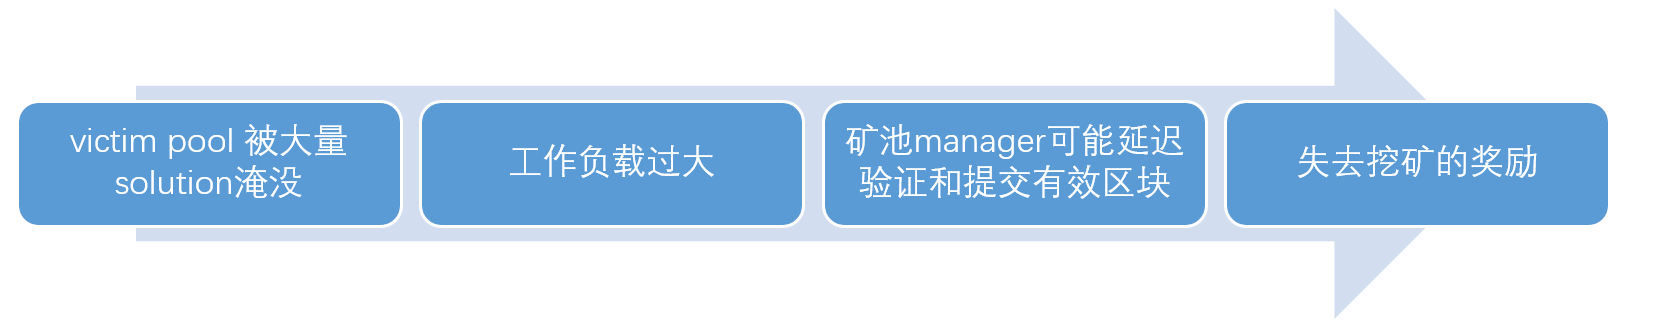 victim pool 被大量
solution淹没
工作负载过大
矿池manager可能延迟
验证和提交有效区块
失去挖矿的奖励